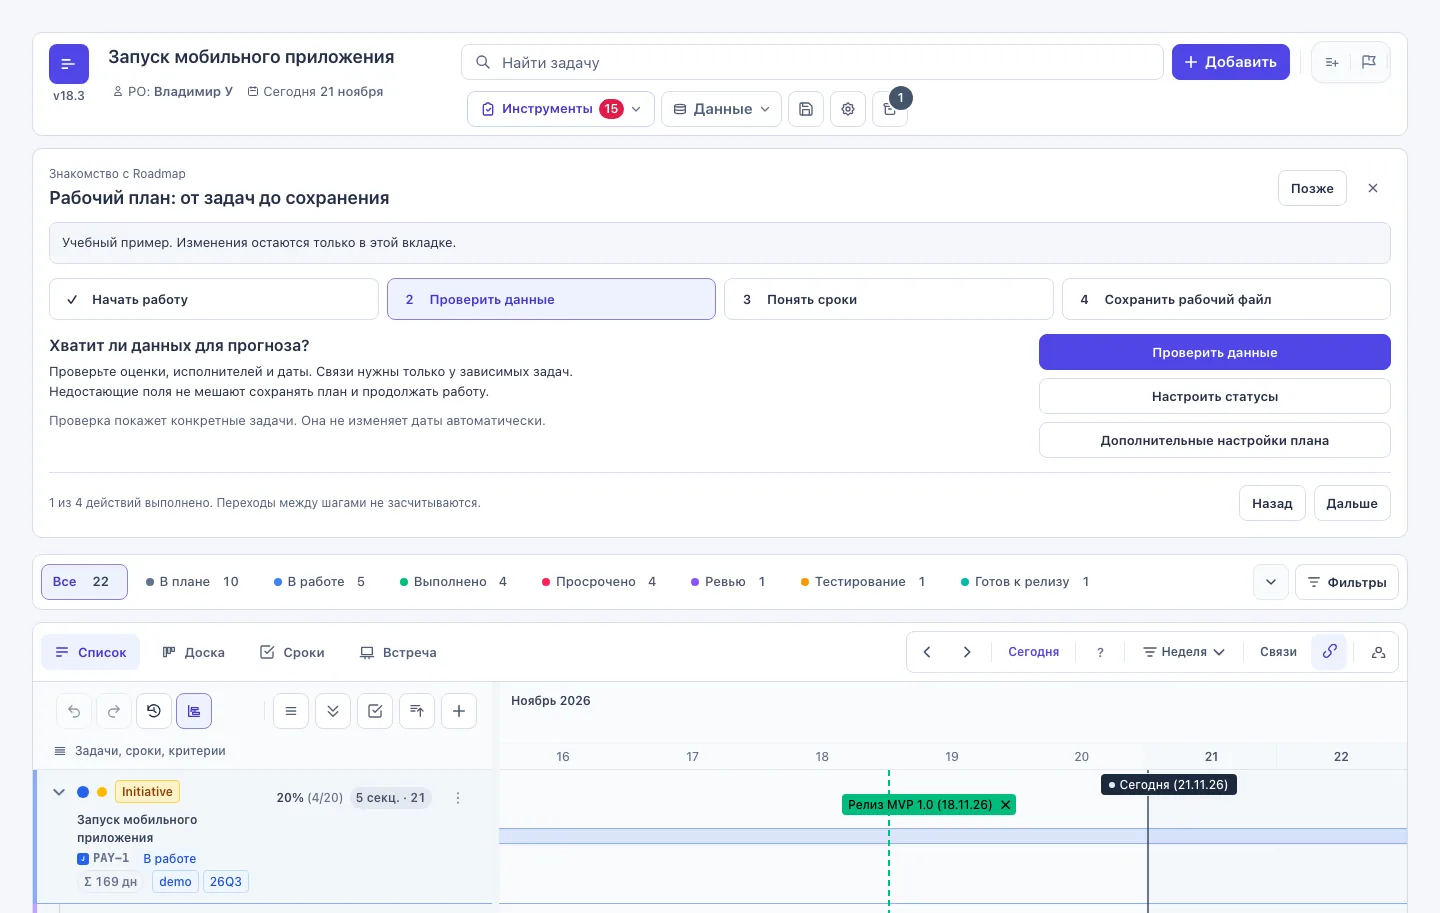 Запуск мобильного приложения
v18.3
PO: Владимир У
Сегодня 21 ноября
Найти задачу
Добавить
Инструменты 15
Данные
1
Знакомство с Roadmap
Рабочий план: от задач до сохранения
Позже
Учебный пример. Изменения остаются только в этой вкладке.
Начать работу
2 Проверить данные
3 Понять сроки
4 Сохранить рабочий файл
Хватит ли данных для прогноза?
Проверьте оценки, исполнителей и даты. Связи нужны только у зависимых задач.
Недостающие поля не мешают сохранять план и продолжать работу.
Проверка покажет конкретные задачи. Она не изменяет даты автоматически.
Проверить данные
Настроить статусы
Дополнительные настройки плана
1 из 4 действий выполнено. Переходы между шагами не засчитываются.
Назад
Дальше
Все 22
В плане 10
В работе 5
Выполнено 4
Просрочено 4
Ревью 1
Тестирование 1
Готов к релизу 1
Фильтры
Список
Доска
Сроки
Встреча
Сегодня
?
Неделя
Связи
Ноябрь 2026
Задачи, сроки, критерии
16 17 18 19 20 21 22
Initiative
20% (4/20)
5 секц. · 21
Запуск мобильного
приложения
PAY-1 В работе
Σ 169 дн demo 26Q3
Сегодня (21.11.26)
Релиз MVP 1.0 (18.11.26)